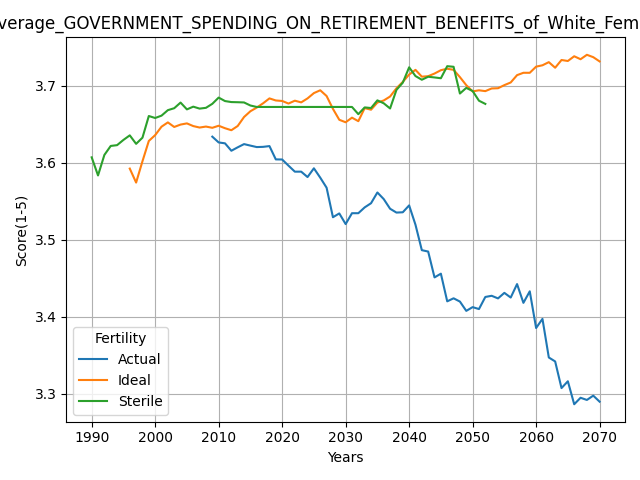 verage_GOVERNMENT_SPENDING_ON_RETIREMENT_BENEFITS_of_White_Fem
Score(1-5)
3.7
3.6
3.5
3.4
3.3
Fertility
Actual
Ideal
Sterile
1990 2000 2010 2020 2030 2040 2050 2060 2070
Years